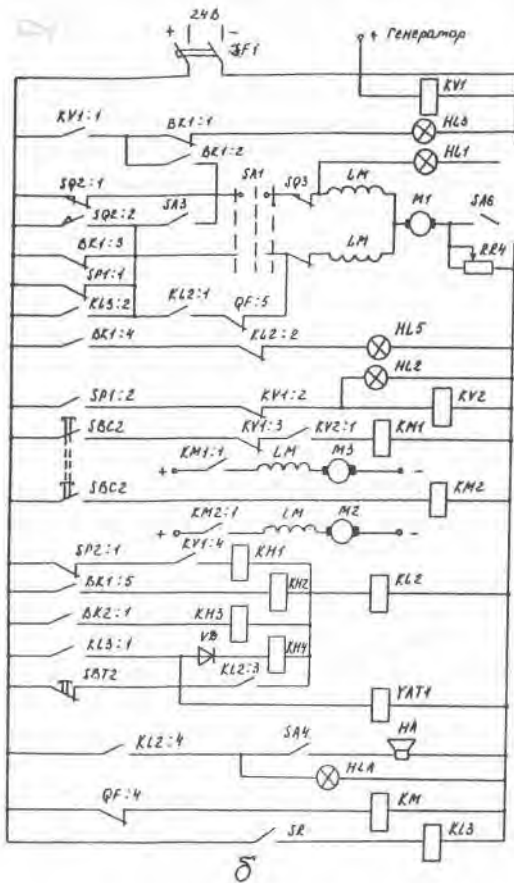 24В
+ – SF1
+ Генератор
KV1
KV1:1 BK1:1 HL3
BK1:2 HL1
SQ2:1 SA1 SQ3 LM M1
SQ2:2 SA3 SA6
BK1:3 LM RR4
SP1:1
KL3:2 KL2:1 QF:5
BK1:4 KL2:2 HL5
HL2
SP1:2 KV1:2 KV2
SBC2 KV1:3 KV2:1 KM1
+ KM1:1 LM M3 –
SBC2 KM2
+ KM2:1 LM M2 –
SP2:1 KV1:4 KH1
BK1:5 KH2 KL2
BK2:1 KH3
KL3:1 VD KH4
SBT2 KL2:3
YAT1
KL2:4 SA4 HA
HLA
QF:4 KM
SR KL3
б